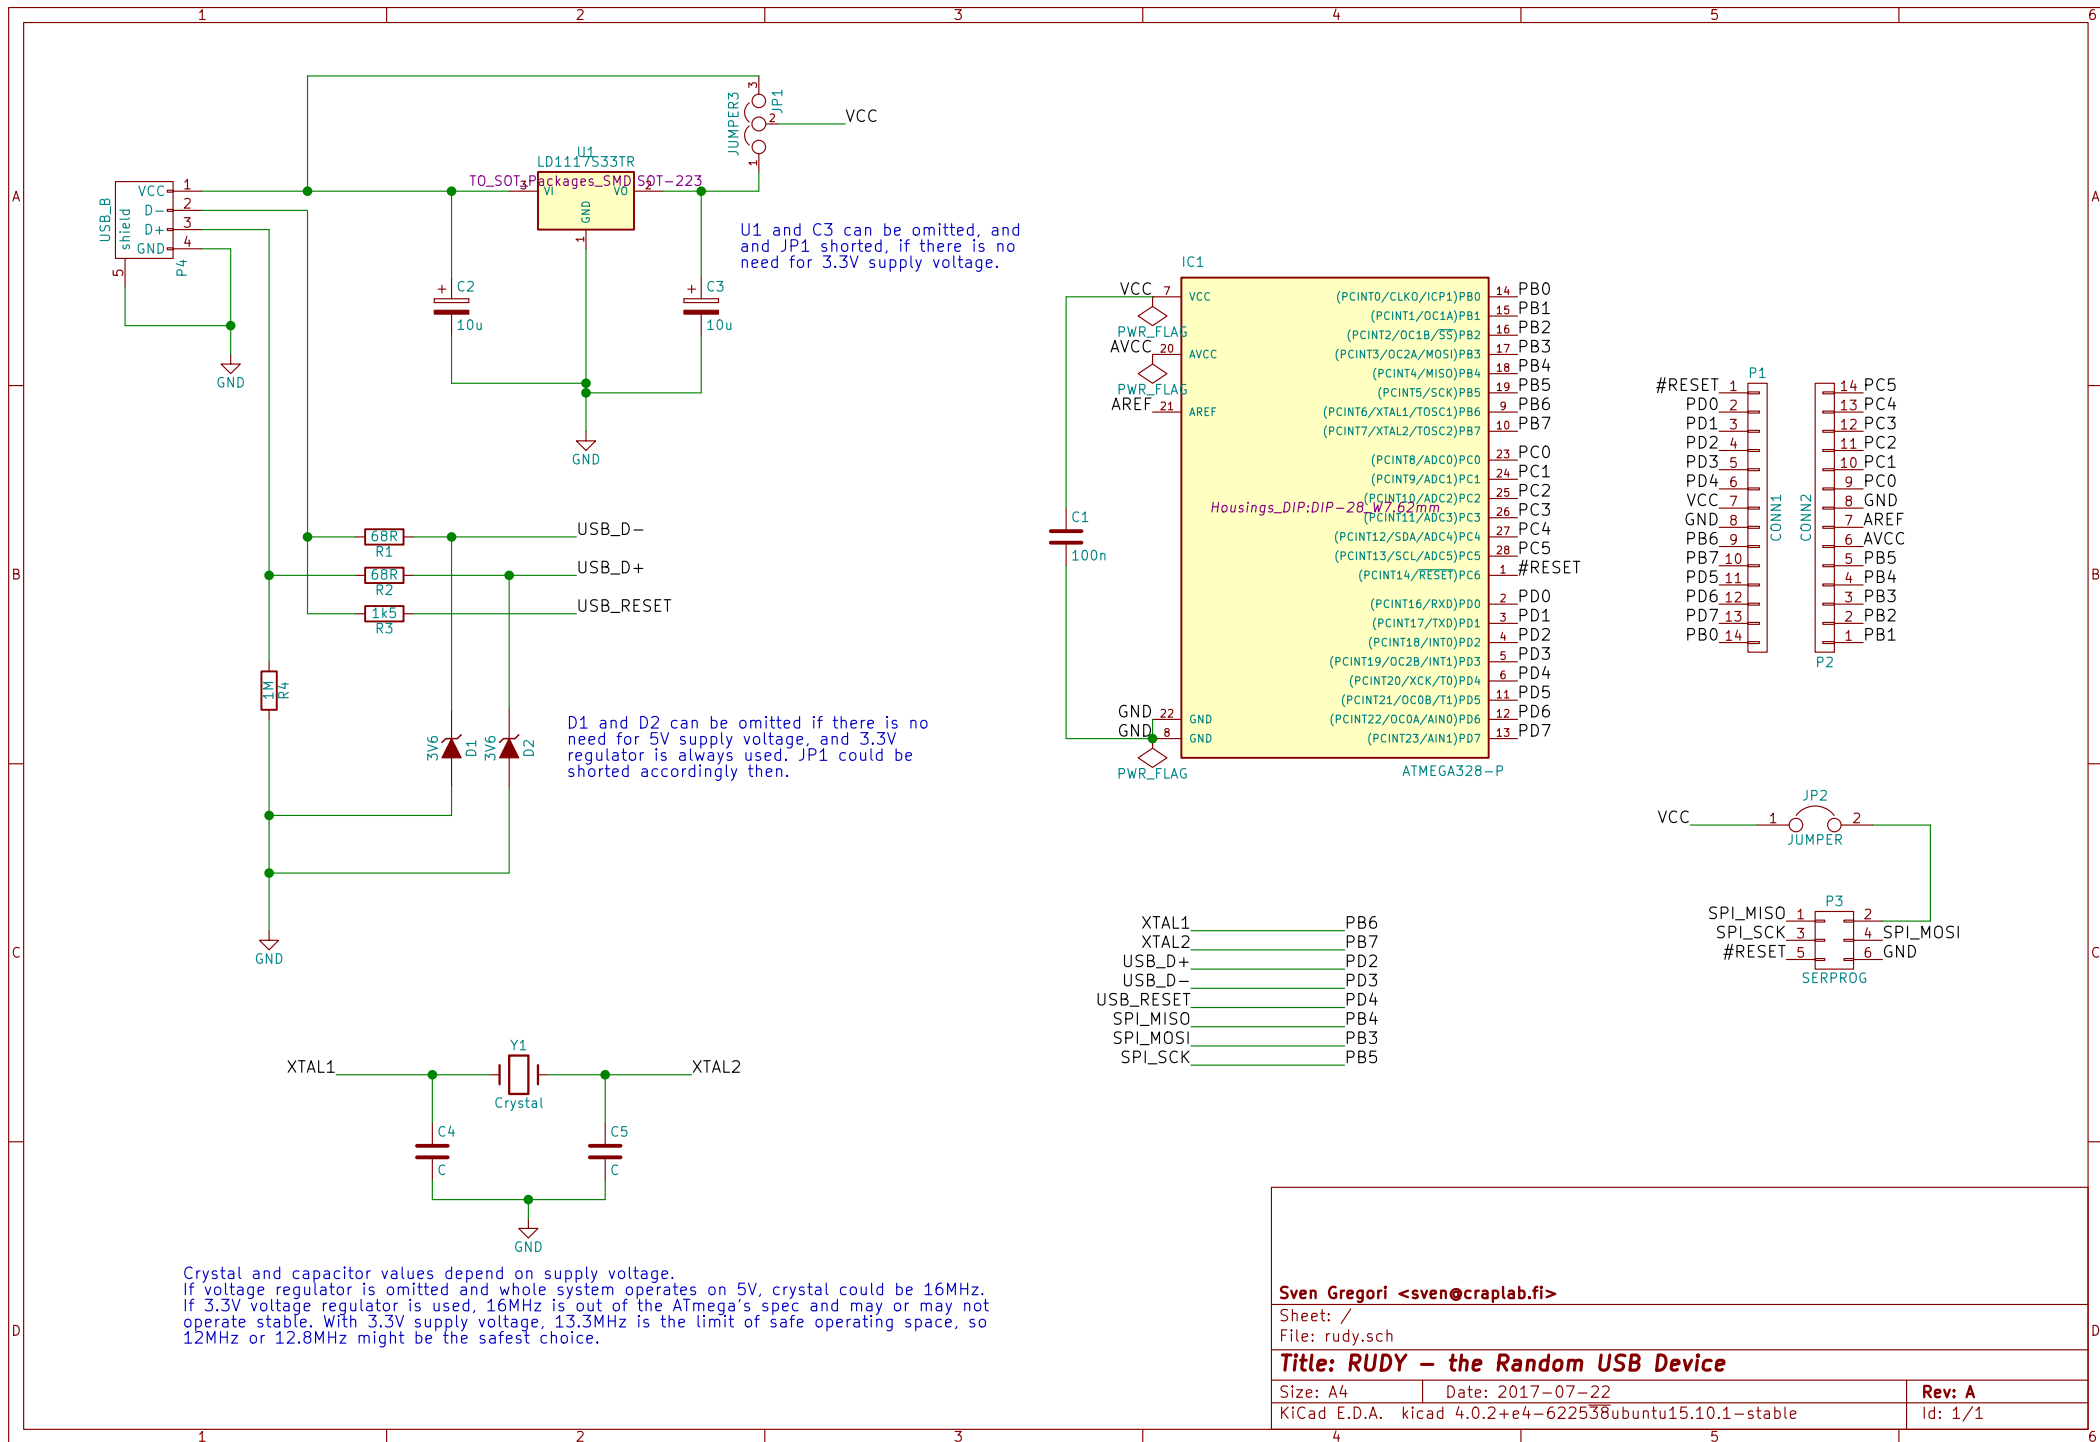 1 2 3 4 5 6
A
B
C
D
A
B
C
D
USB_B
shield
VCC 1
D- 2
D+ 3
GND 4
5
P4
GND
U1
LD1117S33TR
TO_SOT_Packages_SMD:SOT-223
3 VI VO 2
GND
1
JUMPER3
JP1
3
2
1
VCC
C2
10u
C3
10u
GND
U1 and C3 can be omitted, and
and JP1 shorted, if there is no
need for 3.3V supply voltage.
68R
R1
USB_D-
68R
R2
USB_D+
1k5
R3
USB_RESET
1M
R4
3V6
D1
3V6
D2
GND
D1 and D2 can be omitted if there is no
need for 5V supply voltage, and 3.3V
regulator is always used. JP1 could be
shorted accordingly then.
XTAL1
Y1
Crystal
XTAL2
C4
C
C5
C
GND
Crystal and capacitor values depend on supply voltage.
If voltage regulator is omitted and whole system operates on 5V, crystal could be 16MHz.
If 3.3V voltage regulator is used, 16MHz is out of the ATmega's spec and may or may not
operate stable. With 3.3V supply voltage, 13.3MHz is the limit of safe operating space, so
12MHz or 12.8MHz might be the safest choice.
IC1
VCC 7 VCC
PWR_FLAG
AVCC 20 AVCC
PWR_FLAG
AREF 21 AREF
C1
100n
GND 22 GND
GND 8 GND
PWR_FLAG
Housings_DIP:DIP-28_W7.62mm
(PCINT0/CLKO/ICP1)PB0 14 PB0
(PCINT1/OC1A)PB1 15 PB1
(PCINT2/OC1B/SS)PB2 16 PB2
(PCINT3/OC2A/MOSI)PB3 17 PB3
(PCINT4/MISO)PB4 18 PB4
(PCINT5/SCK)PB5 19 PB5
(PCINT6/XTAL1/TOSC1)PB6 9 PB6
(PCINT7/XTAL2/TOSC2)PB7 10 PB7
(PCINT8/ADC0)PC0 23 PC0
(PCINT9/ADC1)PC1 24 PC1
(PCINT10/ADC2)PC2 25 PC2
(PCINT11/ADC3)PC3 26 PC3
(PCINT12/SDA/ADC4)PC4 27 PC4
(PCINT13/SCL/ADC5)PC5 28 PC5
(PCINT14/RESET)PC6 1 #RESET
(PCINT16/RXD)PD0 2 PD0
(PCINT17/TXD)PD1 3 PD1
(PCINT18/INT0)PD2 4 PD2
(PCINT19/OC2B/INT1)PD3 5 PD3
(PCINT20/XCK/T0)PD4 6 PD4
(PCINT21/OC0B/T1)PD5 11 PD5
(PCINT22/OC0A/AIN0)PD6 12 PD6
(PCINT23/AIN1)PD7 13 PD7
ATMEGA328-P
P1
#RESET 1
PD0 2
PD1 3
PD2 4
PD3 5
PD4 6
VCC 7
GND 8
PB6 9
PB7 10
PD5 11
PD6 12
PD7 13
PB0 14
CONN1
CONN2
14 PC5
13 PC4
12 PC3
11 PC2
10 PC1
9 PC0
8 GND
7 AREF
6 AVCC
5 PB5
4 PB4
3 PB3
2 PB2
1 PB1
P2
JP2
VCC 1 2
JUMPER
P3
SPI_MISO 1 2
SPI_SCK 3 4 SPI_MOSI
#RESET 5 6 GND
SERPROG
XTAL1 PB6
XTAL2 PB7
USB_D+ PD2
USB_D- PD3
USB_RESET PD4
SPI_MISO PB4
SPI_MOSI PB3
SPI_SCK PB5
Sven Gregori <sven@craplab.fi>
Sheet: /
File: rudy.sch
Title: RUDY - the Random USB Device
Size: A4 Date: 2017-07-22 Rev: A
KiCad E.D.A. kicad 4.0.2+e4-622538ubuntu15.10.1-stable Id: 1/1
1 2 3 4 5 6